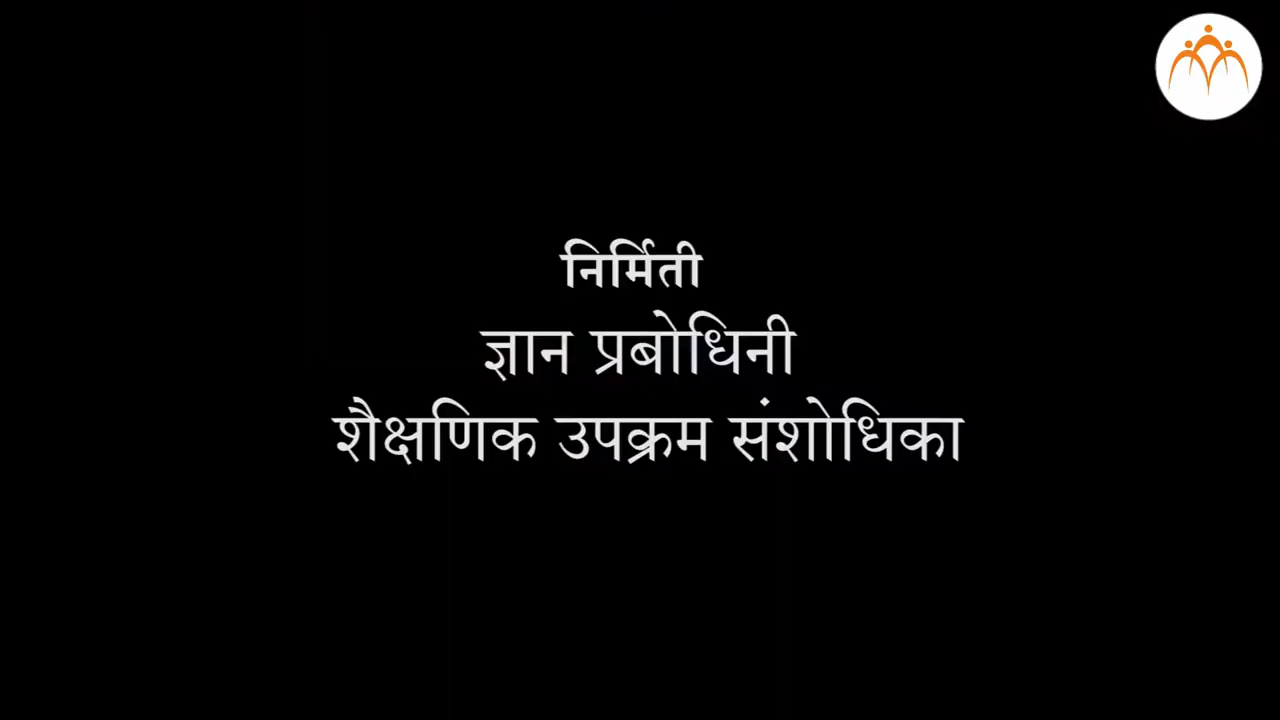 निर्मिती
ज्ञान प्रबोधिनी
शैक्षणिक उपक्रम संशोधिका